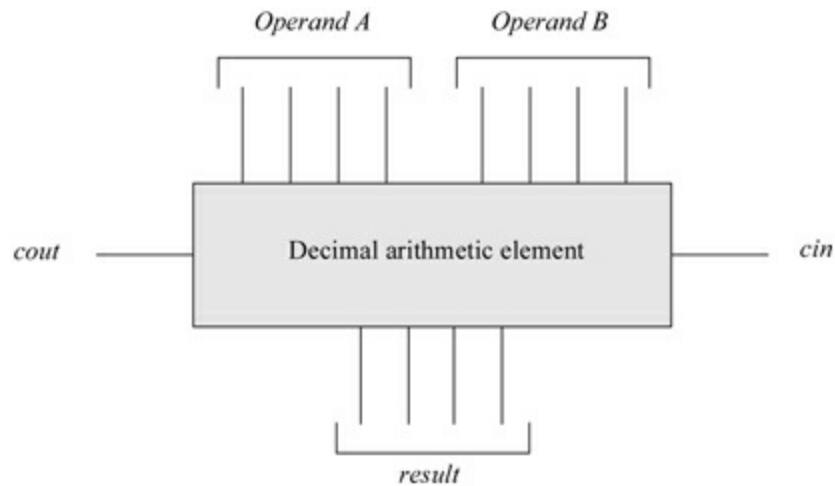 Operand A
Operand B
cout
Decimal arithmetic element
cin
result